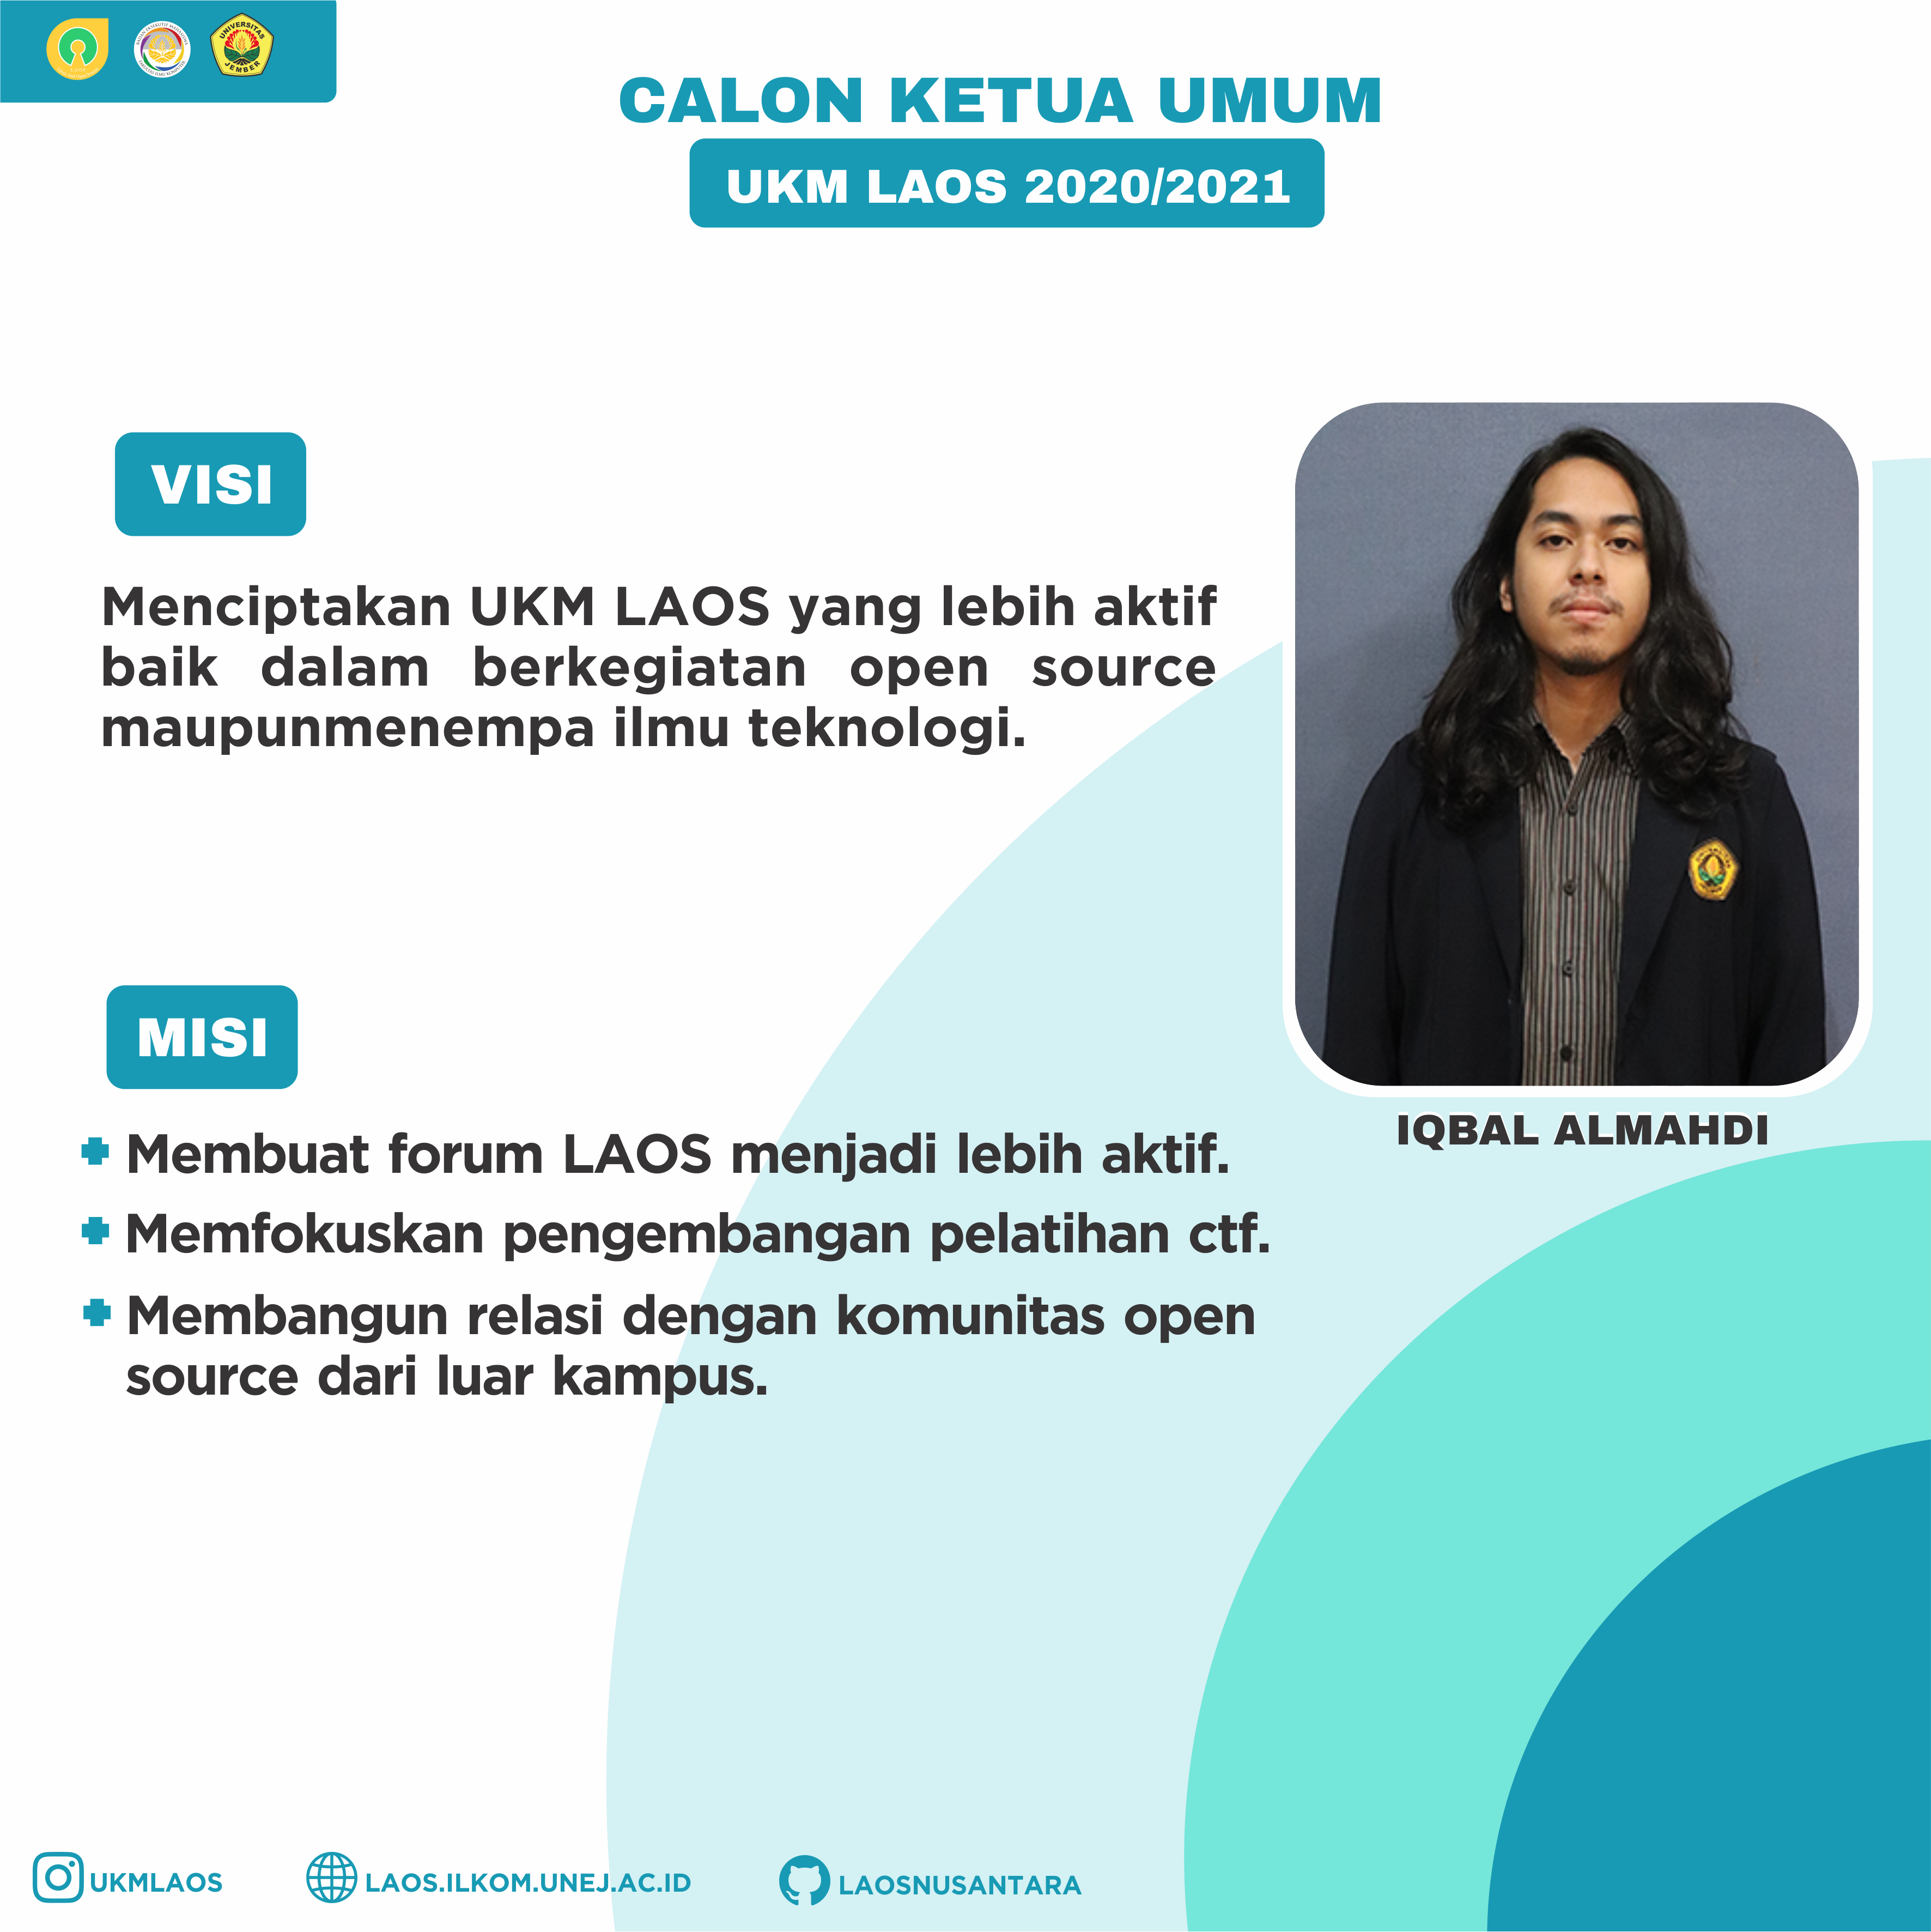 UNIVERSITAS
JEMBER
CALON KETUA UMUM
UKM LAOS 2020/2021
VISI
Menciptakan UKM LAOS yang lebih aktif
baik dalam berkegiatan open source
maupunmenempa ilmu teknologi.
IQBAL ALMAHDI
MISI
Membuat forum LAOS menjadi lebih aktif.
Memfokuskan pengembangan pelatihan ctf.
Membangun relasi dengan komunitas open
source dari luar kampus.
UKMLAOS
LAOS.ILKOM.UNEJ.AC.ID
LAOSNUSANTARA